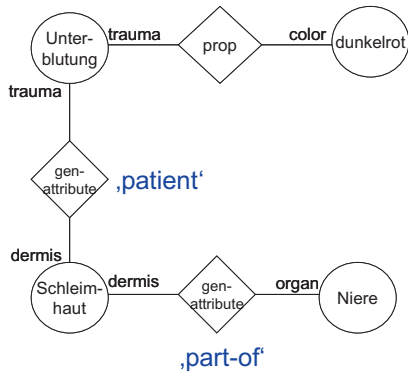 Unter-
blutung
trauma
prop
color
dunkelrot
trauma
gen-
attribute
‚patient‘
dermis
Schleim-
haut
dermis
gen-
attribute
organ
Niere
‚part-of‘